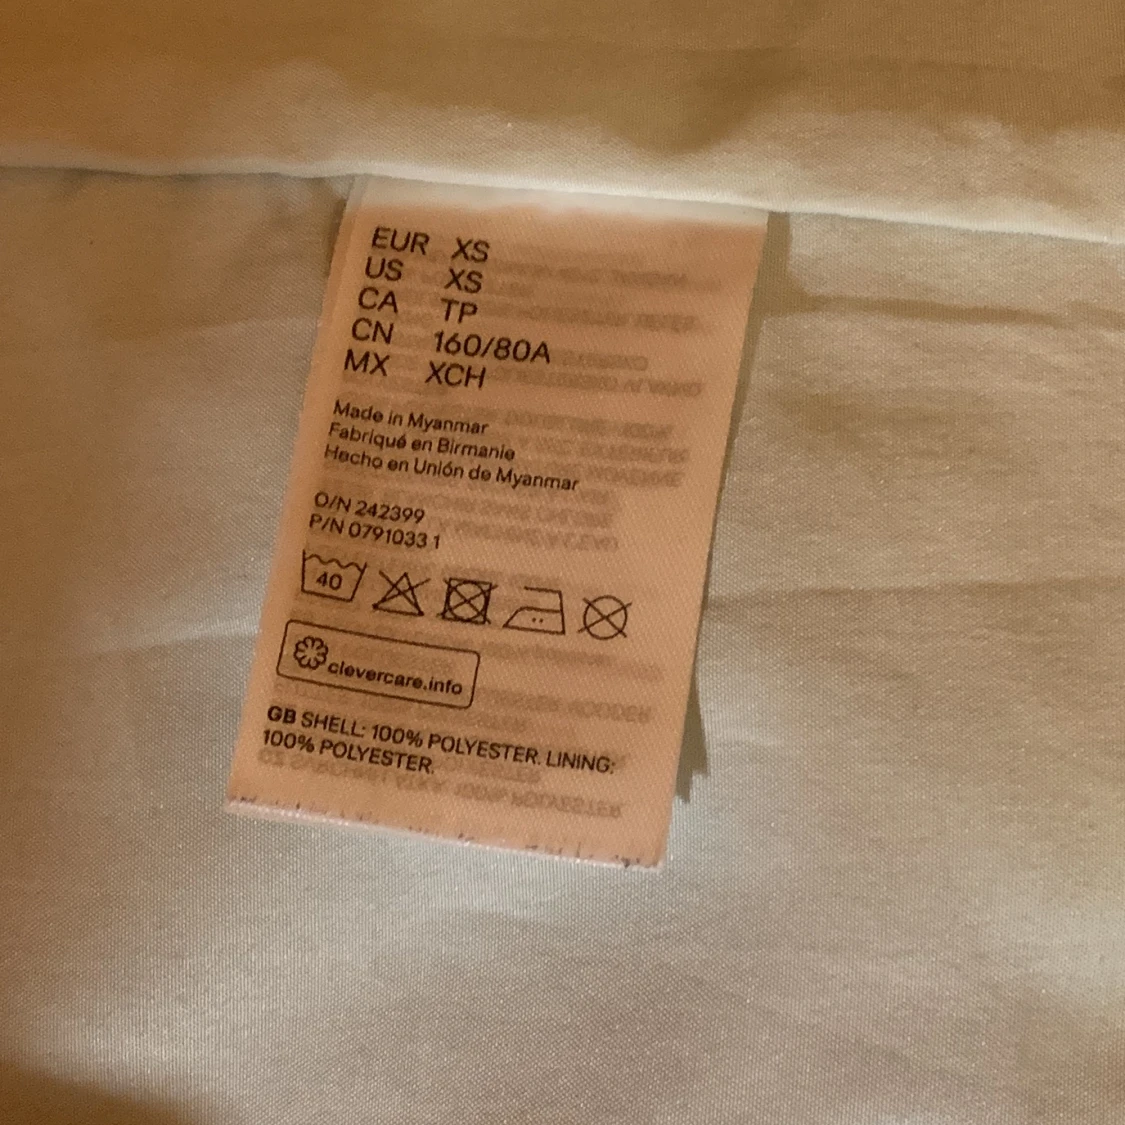 EUR XS
US XS
CA TP
CN 160/80A
MX XCH
Made in Myanmar
Fabriqué en Birmanie
Hecho en Unión de Myanmar
O/N 242399
P/N 0791033 1
40
clevercare.info
GB SHELL: 100% POLYESTER. LINING:
100% POLYESTER.